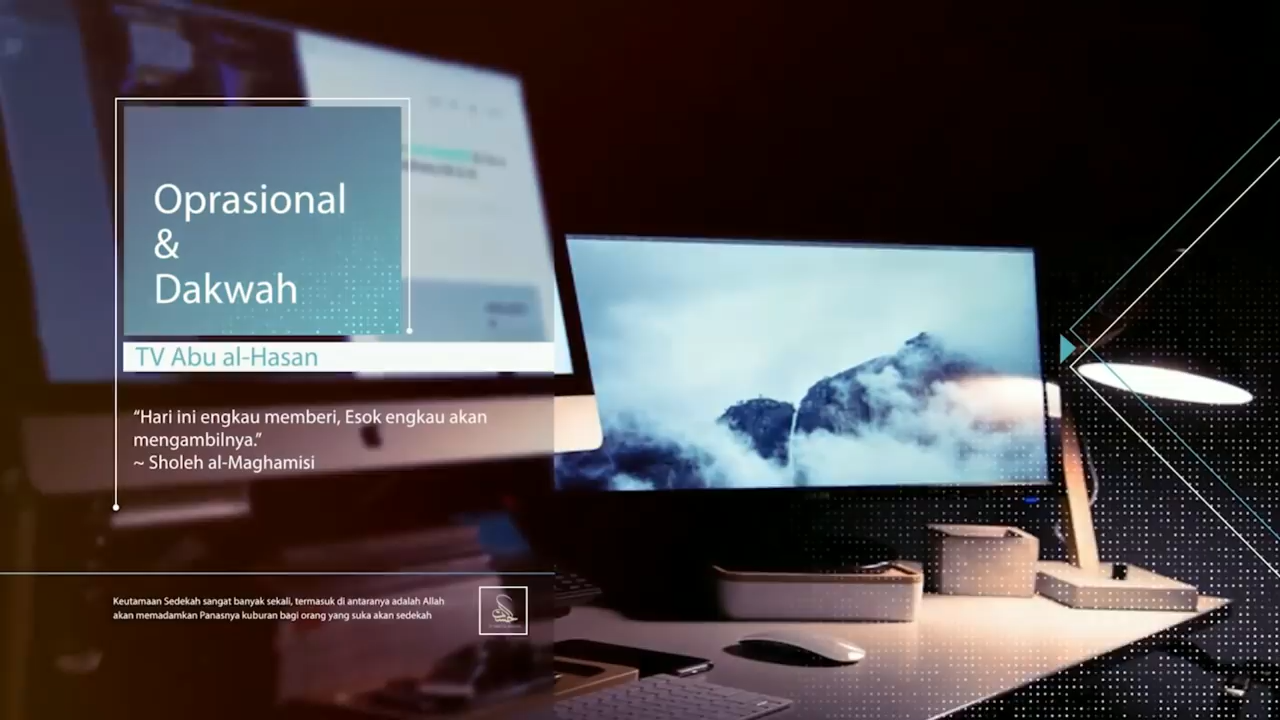 Oprasional
&
Dakwah
TV Abu al-Hasan
“Hari ini engkau memberi, Esok engkau akan
mengambilnya.”
~ Sholeh al-Maghamisi
Keutamaan Sedekah sangat banyak sekali, termasuk di antaranya adalah Allah
akan memadamkan Panasnya kuburan bagi orang yang suka akan sedekah